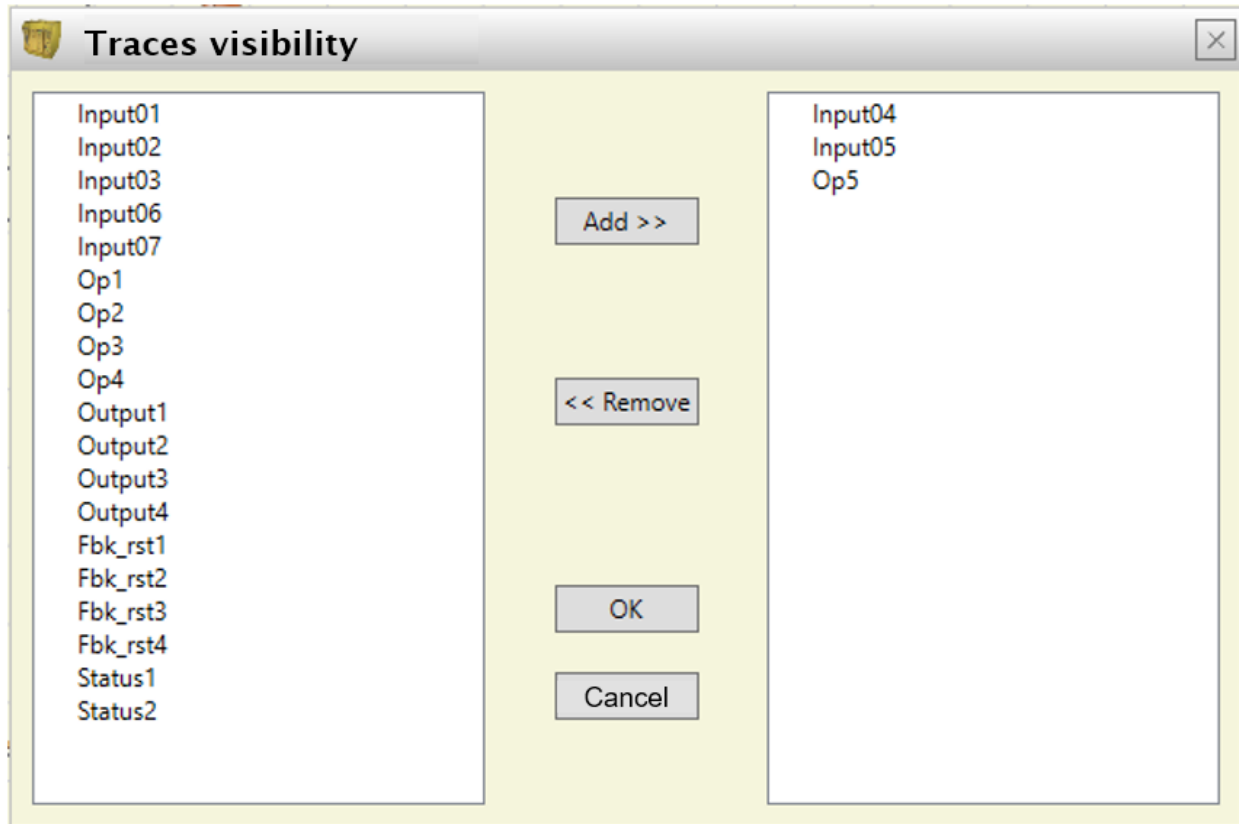 Traces visibility
Input01
Input02
Input03
Input06
Input07
Op1
Op2
Op3
Op4
Output1
Output2
Output3
Output4
Fbk_rst1
Fbk_rst2
Fbk_rst3
Fbk_rst4
Status1
Status2
Add >>
<< Remove
OK
Cancel
Input04
Input05
Op5